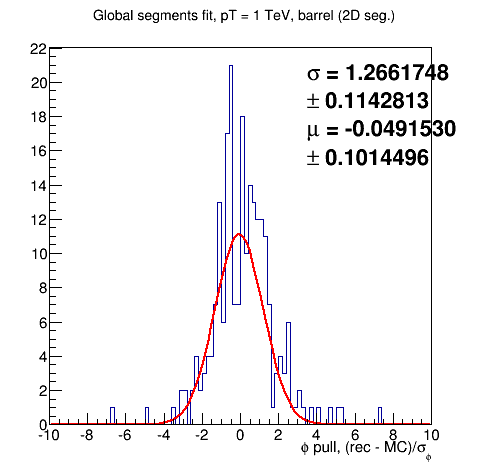 Global segments fit, pT = 1 TeV, barrel (2D seg.)
σ = 1.2661748
± 0.1142813
μ = -0.0491530
± 0.1014496
22
20
18
16
14
12
10
8
6
4
2
0
-10 -8 -6 -4 -2 0 2 4 6 8 10
ϕ pull, (rec - MC)/σ_ϕ